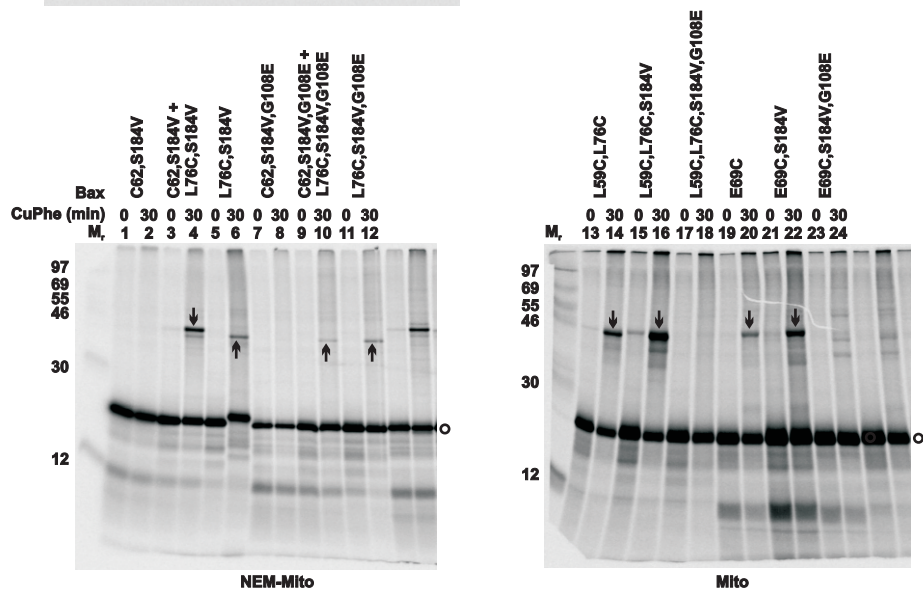 C62,S184V
C62,S184V +
L76C,S184V
L76C,S184V
C62,S184V,G108E
C62,S184V,G108E +
L76C,S184V,G108E
L76C,S184V,G108E
Bax
CuPhe (min) 0 30 0 30 0 30 0 30 0 30 0 30
Mr 1 2 3 4 5 6 7 8 9 10 11 12
97
69
55
46
30
12
NEM-Mito
L59C,L76C
L59C,L76C,S184V
L59C,L76C,S184V,G108E
E69C
E69C,S184V
E69C,S184V,G108E
0 30 0 30 0 30 0 30 0 30 0 30
Mr 13 14 15 16 17 18 19 20 21 22 23 24
97
69
55
46
30
12
Mito